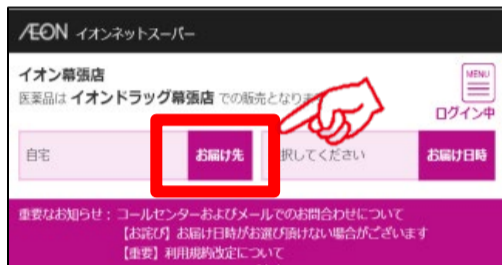 ÆON イオンネットスーパー
イオン幕張店
医薬品は イオンドラッグ幕張店 での販売となりま
MENU
ログイン中
自宅 お届け先 択してください お届け日時
重要なお知らせ: コールセンターおよびメールでのお問合わせについて
【お詫び】お届け日時がお選び頂けない場合がございます
【重要】利用規約改定について